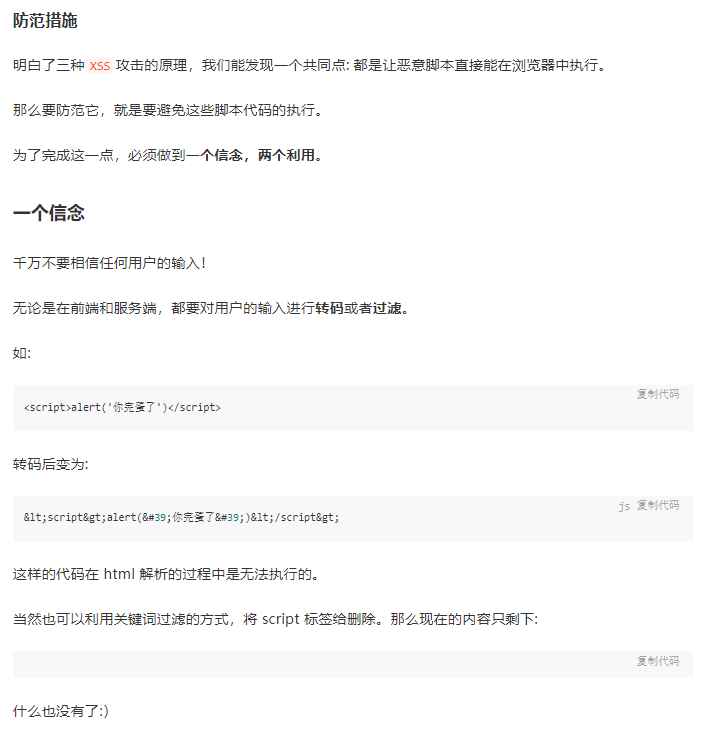 防范措施
明白了三种 XSS 攻击的原理，我们能发现一个共同点: 都是让恶意脚本直接能在浏览器中执行。
那么要防范它，就是要避免这些脚本代码的执行。
为了完成这一点，必须做到一个信念，两个利用。
一个信念
千万不要相信任何用户的输入！
无论是在前端和服务端，都要对用户的输入进行转码或者过滤。
如:
复制代码
<script>alert('你完蛋了')</script>
转码后变为:
js 复制代码
&lt;script&gt;alert(&#39;你完蛋了&#39;)&lt;/script&gt;
这样的代码在 html 解析的过程中是无法执行的。
当然也可以利用关键词过滤的方式，将 script 标签给删除。那么现在的内容只剩下:
复制代码
什么也没有了:)